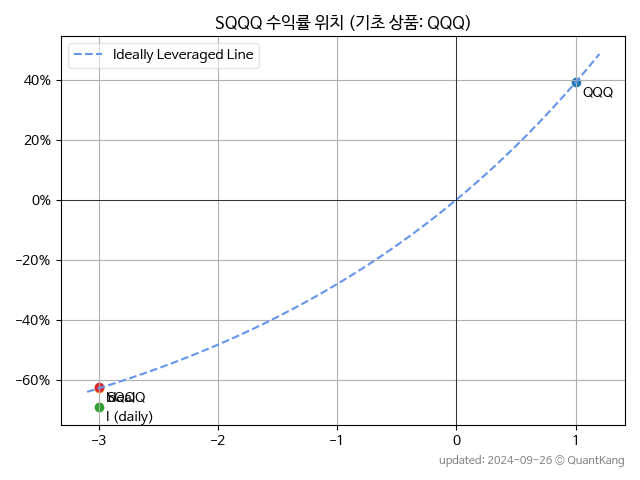 SQQQ 수익률 위치 (기초 상품: QQQ)
Ideally Leveraged Line
40%
QQQ
20%
0%
−20%
−40%
−60%
SQQQ
I (daily)
−3
−2
−1
0
1
updated: 2024-09-26 © QuantKang